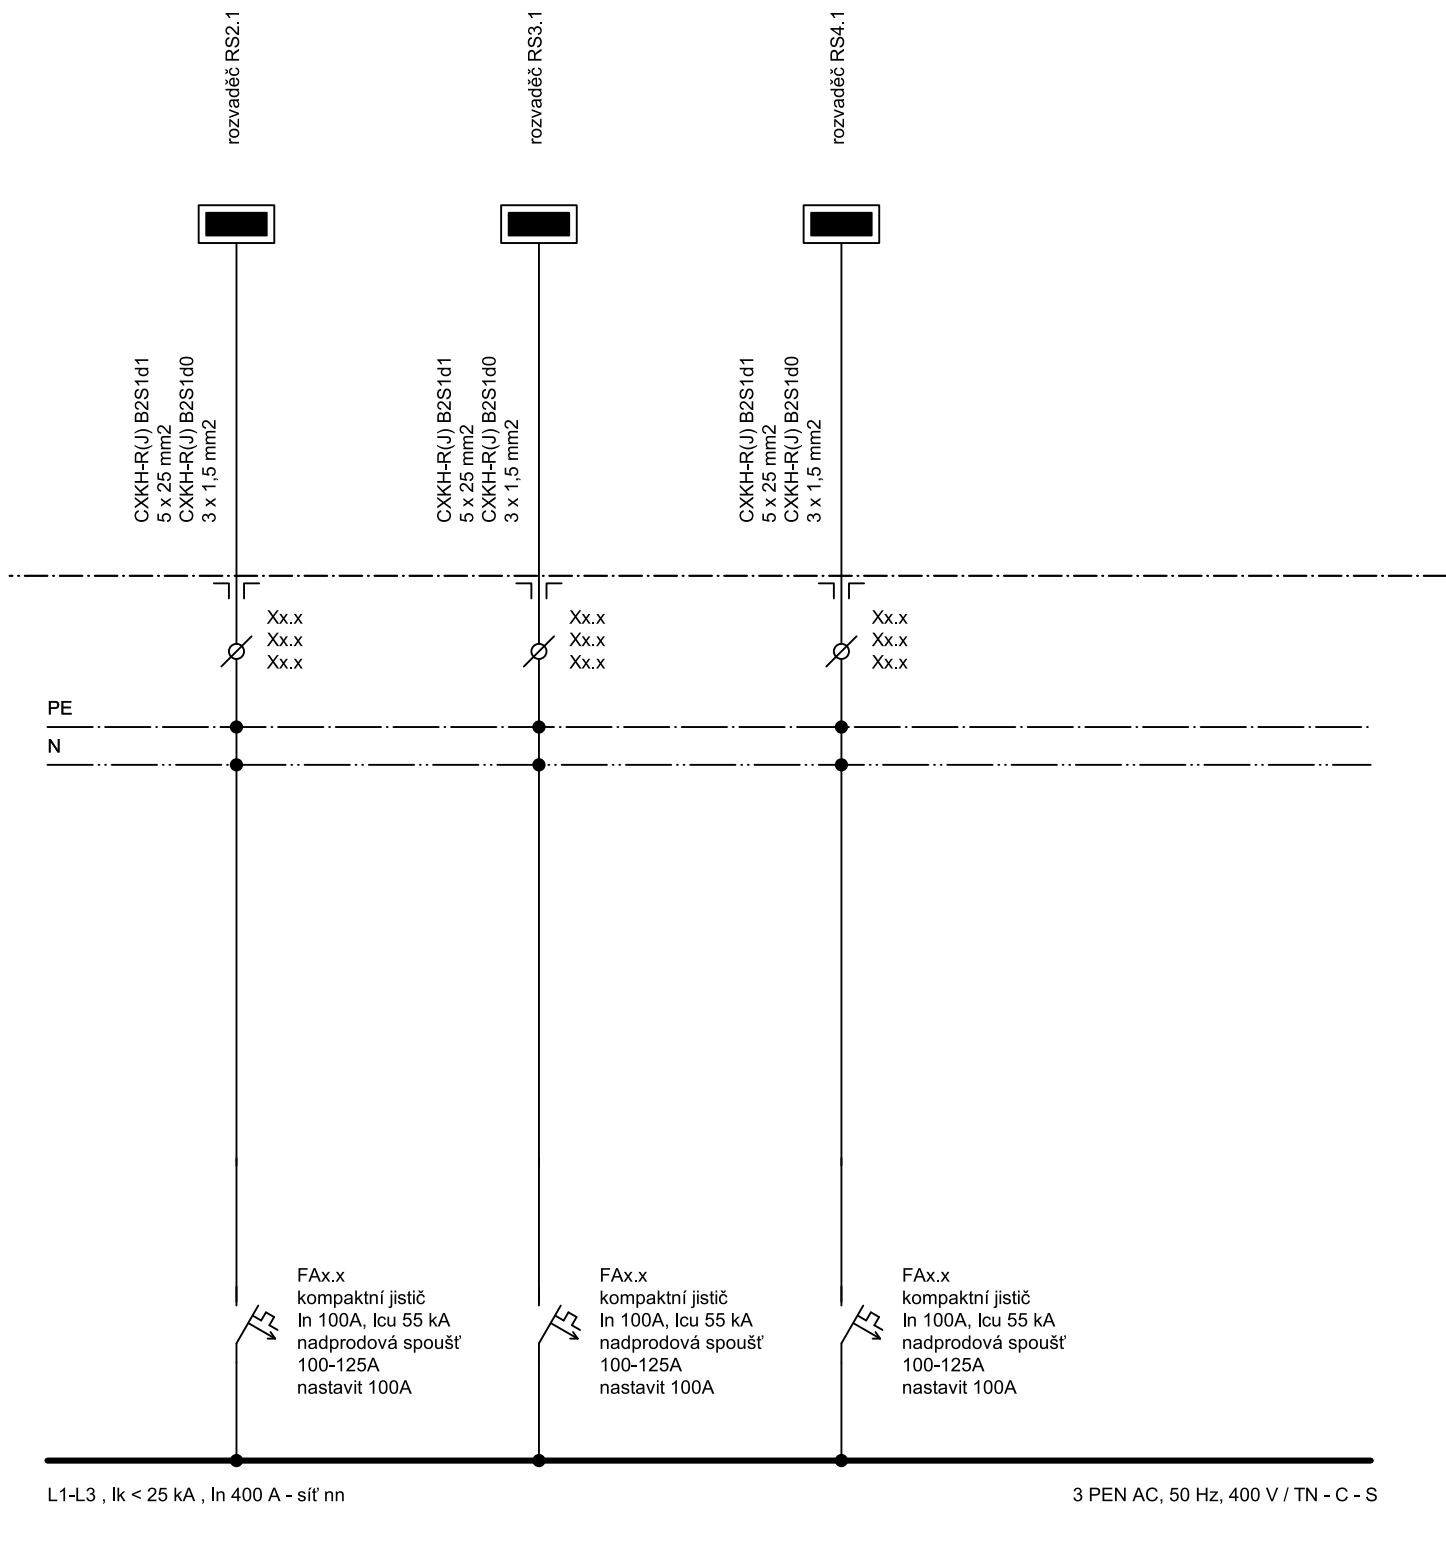 rozvaděč RS2.1
rozvaděč RS3.1
rozvaděč RS4.1
CXKH-R(J) B2S1d1
5 x 25 mm2
CXKH-R(J) B2S1d0
3 x 1,5 mm2
CXKH-R(J) B2S1d1
5 x 25 mm2
CXKH-R(J) B2S1d0
3 x 1,5 mm2
CXKH-R(J) B2S1d1
5 x 25 mm2
CXKH-R(J) B2S1d0
3 x 1,5 mm2
Xx.x
Xx.x
Xx.x
Xx.x
Xx.x
Xx.x
Xx.x
Xx.x
Xx.x
PE
N
FAx.x
kompaktní jistič
In 100A, Icu 55 kA
nadprodová spoušť
100-125A
nastavit 100A
FAx.x
kompaktní jistič
In 100A, Icu 55 kA
nadprodová spoušť
100-125A
nastavit 100A
FAx.x
kompaktní jistič
In 100A, Icu 55 kA
nadprodová spoušť
100-125A
nastavit 100A
L1-L3 , Ik < 25 kA , In 400 A - síť nn
3 PEN AC, 50 Hz, 400 V / TN - C - S